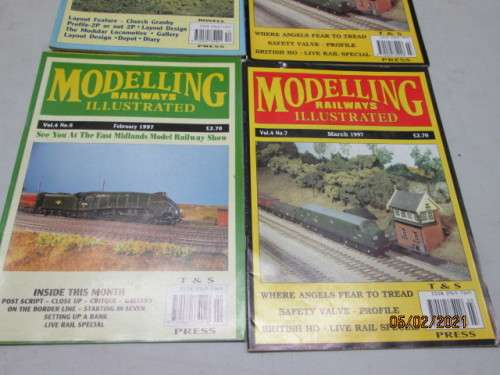 Layout Feature - Church Granby
Profile-2P or not 2P - Layout Design
The Modular Locomotive - Gallery
Layout Design - Depot - Diary
MODELS
PRESS
WHERE ANGELS FEAR TO TREAD
SAFETY VALVE - PROFILE
BRITISH HO - LIVE RAIL SPECIAL
T & S
PRESS
MODELLING
RAILWAYS
ILLUSTRATED
Vol.4 No.6
February 1997
£2.70
See You At The East Midlands Model Railway Show
INSIDE THIS MONTH
POST SCRIPT - CLOSE UP - CRITQUE - GALLERY
ON THE BORDER LINE - STARTING IN SEVEN
SETTING UP A BANK
LIVE RAIL SPECIAL
T & S
PRESS
MODELLING
RAILWAYS
ILLUSTRATED
Vol.4 No.7
March 1997
£2.70
T & S
WHERE ANGELS FEAR TO TREAD
SAFETY VALVE - PROFILE
BRITISH HO - LIVE RAIL SPECIAL
PRESS
05/02/2021